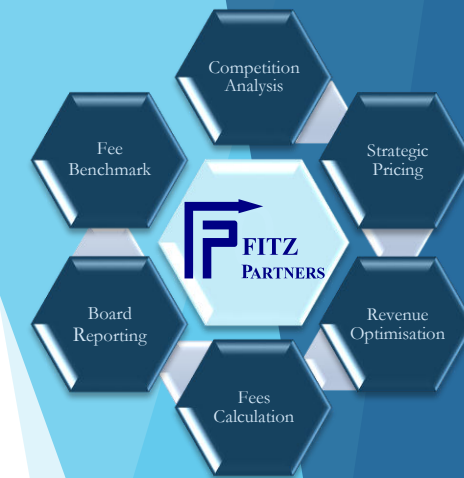 Competition
Analysis
Fee
Benchmark
Strategic
Pricing
FITZ
PARTNERS
Board
Reporting
Revenue
Optimisation
Fees
Calculation